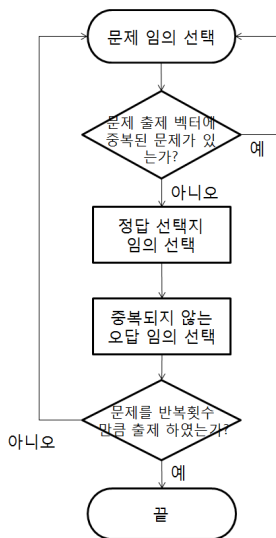 문제 임의 선택
문제 출제 벡터에
중복된 문제가 있
는가?
예
아니오
정답 선택지
임의 선택
중복되지 않는
오답 임의 선택
문제를 반복횟수
만큼 출제 하였는가?
아니오
예
끝